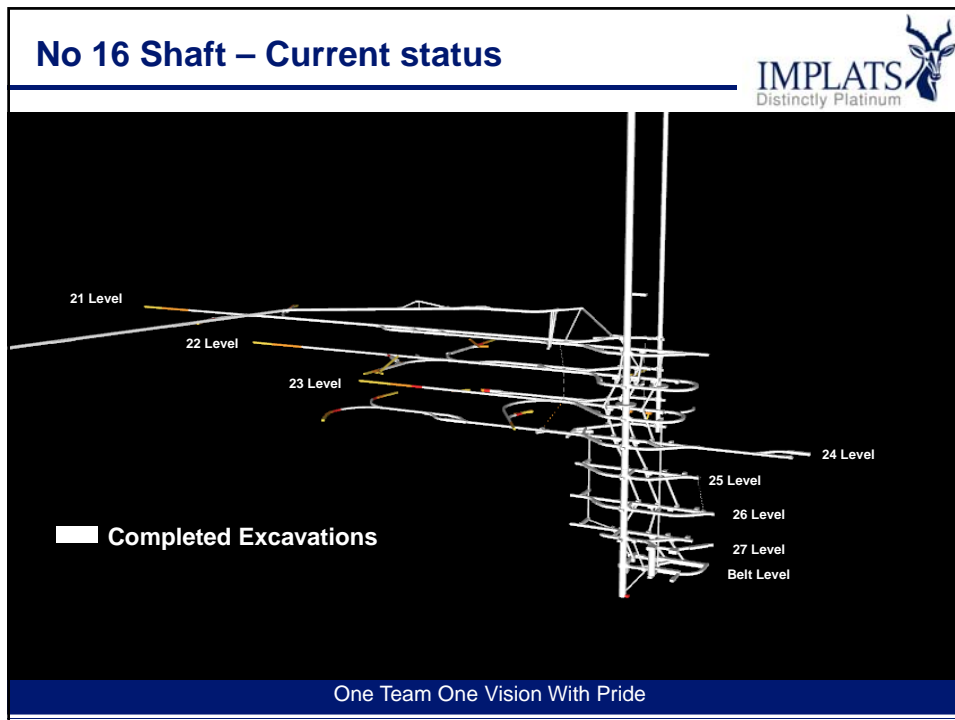 No 16 Shaft – Current status
IMPLATS
Distinctly Platinum
21 Level
22 Level
23 Level
24 Level
25 Level
26 Level
Completed Excavations
27 Level
Belt Level
One Team One Vision With Pride